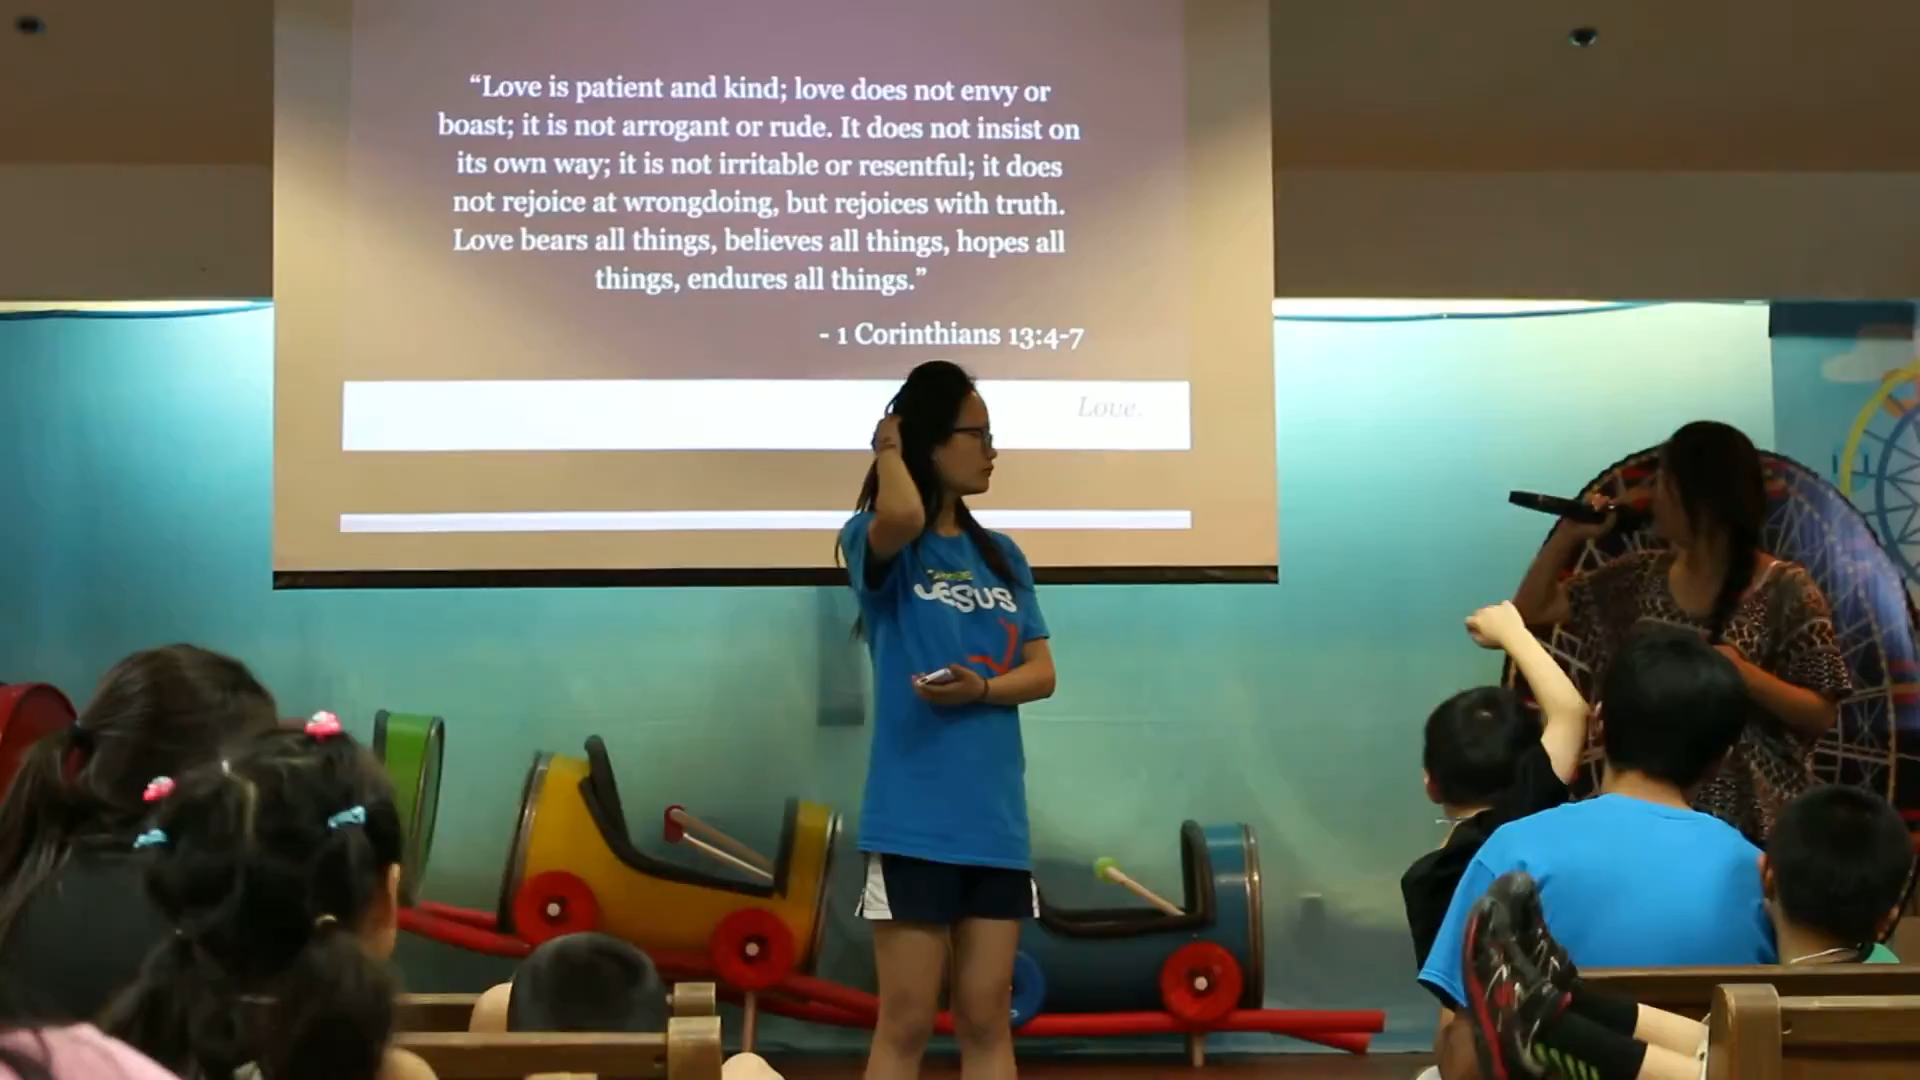 “Love is patient and kind; love does not envy or
boast; it is not arrogant or rude. It does not insist on
its own way; it is not irritable or resentful; it does
not rejoice at wrongdoing, but rejoices with truth.
Love bears all things, believes all things, hopes all
things, endures all things.”
- 1 Corinthians 13:4-7
Love.
JESUS